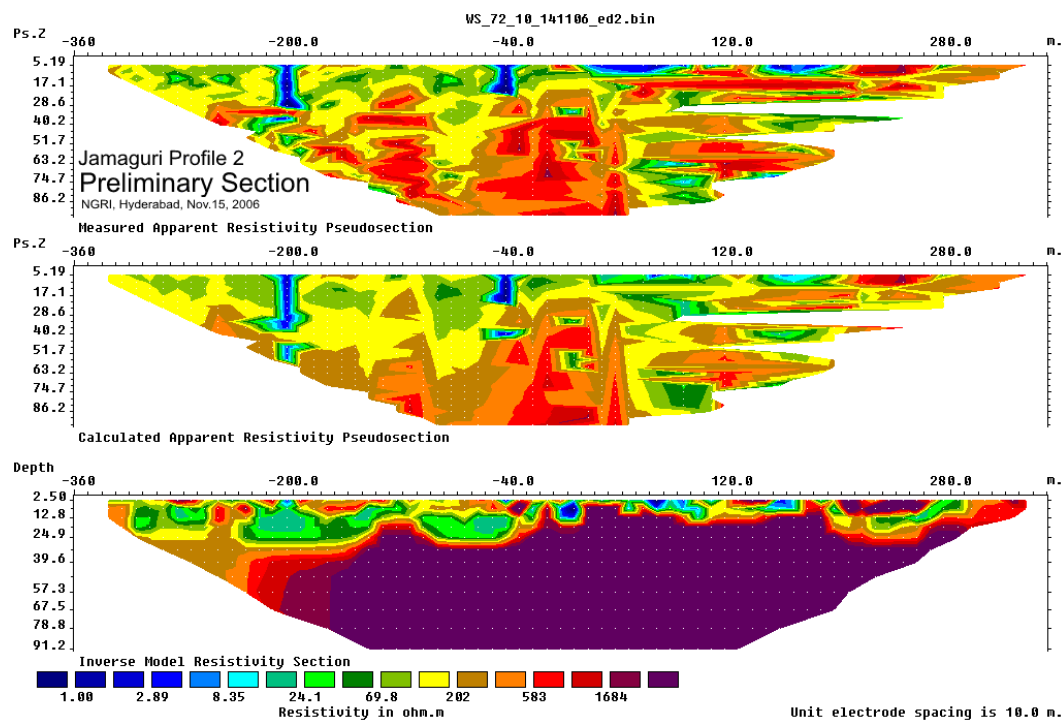 WS_72_10_141106_ed2.bin
Ps.Z
-360 -200.0 -40.0 120.0 280.0 m.
5.19
17.1
28.6
40.2
51.7
63.2
74.7
86.2
Jamaguri Profile 2
Preliminary Section
NGRI, Hyderabad, Nov.15, 2006
Measured Apparent Resistivity Pseudosection
Ps.Z
-360 -200.0 -40.0 120.0 280.0 m.
5.19
17.1
28.6
40.2
51.7
63.2
74.7
86.2
Calculated Apparent Resistivity Pseudosection
Depth
-360 -200.0 -40.0 120.0 280.0 m.
2.50
12.8
24.9
39.6
57.3
67.5
78.8
91.2
Inverse Model Resistivity Section
1.00 2.89 8.35 24.1 69.8 202 583 1684
Resistivity in ohm.m
Unit electrode spacing is 10.0 m.